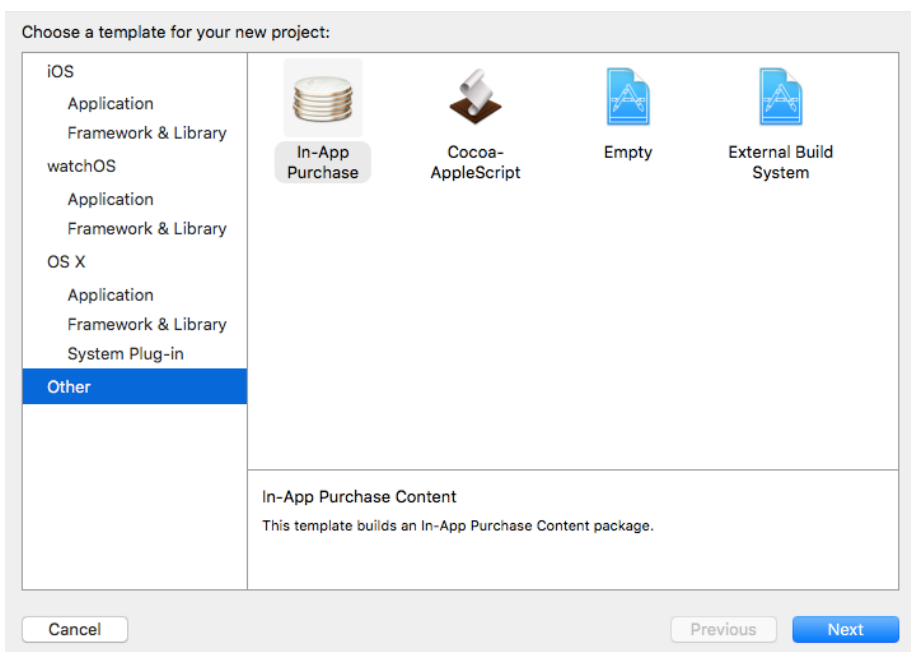 Choose a template for your new project:
iOS
Application
Framework & Library
watchOS
Application
Framework & Library
OS X
Application
Framework & Library
System Plug-in
Other
In-App
Purchase
Cocoa-
AppleScript
Empty
External Build
System
In-App Purchase Content
This template builds an In-App Purchase Content package.
Cancel
Previous
Next